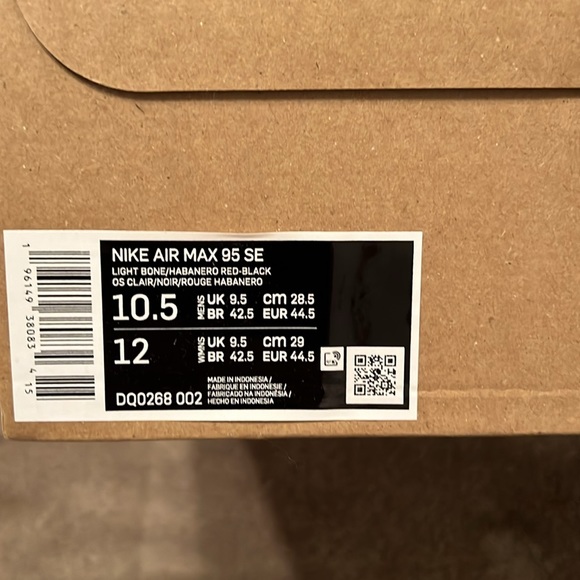 NIKE AIR MAX 95 SE
LIGHT BONE/HABANERO RED-BLACK
OS CLAIR/NOIR/ROUGE HABANERO
10.5 MENS UK 9.5 CM 28.5
BR 42.5 EUR 44.5
12 WMNS UK 9.5 CM 29
BR 42.5 EUR 44.5
MADE IN INDONESIA /
FABRIQUE EN INDONESIE /
FABRICADO NA INDONÉSIA /
DQ0268 002 HECHO EN INDONESIA
1 96149 38083 4 15